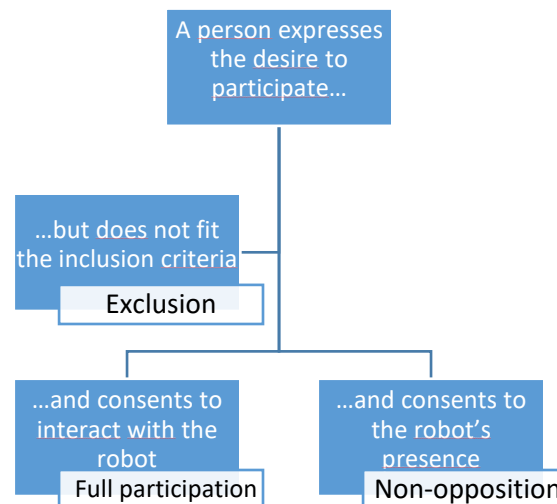 A person expresses
the desire to
participate…
…but does not fit
the inclusion criteria
Exclusion
…and consents to
interact with the
robot
Full participation
…and consents to
the robot’s
presence
Non-opposition